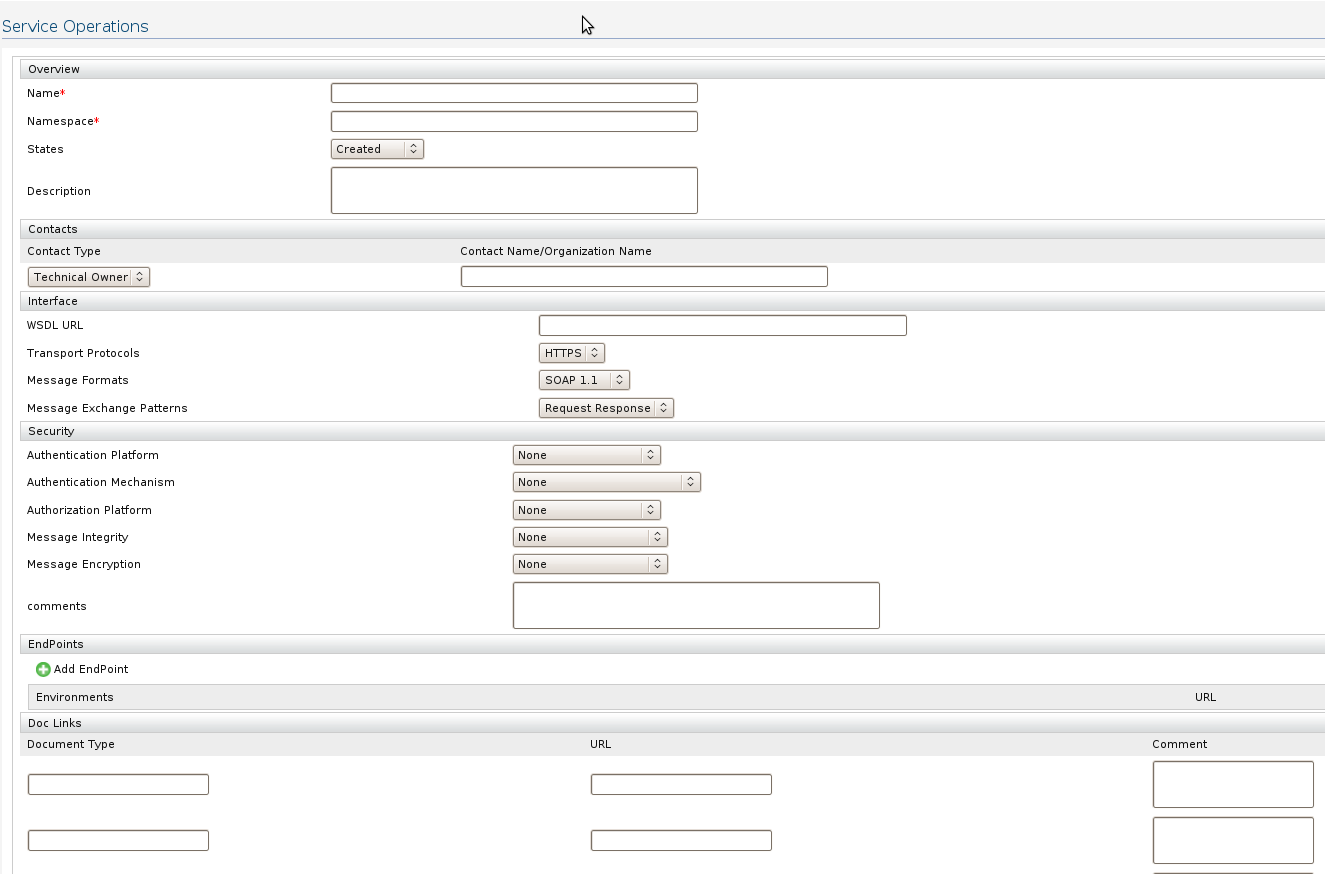 Service Operations
Overview
Name*
Namespace*
States Created
Description
Contacts
Contact Type Contact Name/Organization Name
Technical Owner
Interface
WSDL URL
Transport Protocols HTTPS
Message Formats SOAP 1.1
Message Exchange Patterns Request Response
Security
Authentication Platform None
Authentication Mechanism None
Authorization Platform None
Message Integrity None
Message Encryption None
comments
EndPoints
Add EndPoint
Environments URL
Doc Links
Document Type URL Comment